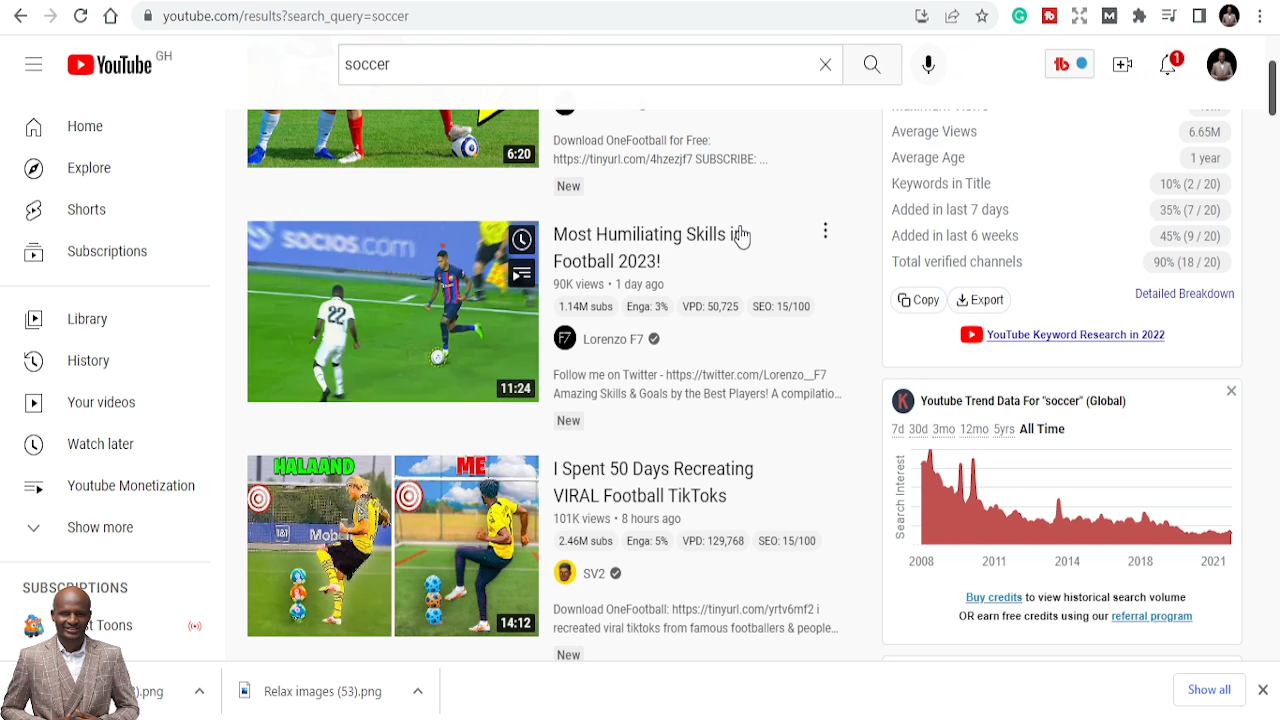 youtube.com/results?search_query=soccer
YouTube GH
soccer
1
Home
Explore
Shorts
Subscriptions
Library
History
Your videos
Watch later
Youtube Monetization
Show more
SUBSCRIPTIONS
Toons
6:20
Download OneFootball for Free:
https://tinyurl.com/4hzezjf7 SUBSCRIBE: ...
New
socios.com
22
11:24
Most Humiliating Skills in
Football 2023!
90K views • 1 day ago
1.14M subs Enga: 3% VPD: 50,725 SEO: 15/100
F7 Lorenzo F7
Follow me on Twitter - https://twitter.com/Lorenzo__F7
Amazing Skills & Goals by the Best Players! A compilatio...
New
HALAAND ME
14:12
I Spent 50 Days Recreating
VIRAL Football TikToks
101K views • 8 hours ago
2.46M subs Enga: 5% VPD: 129,768 SEO: 15/100
SV2
Download OneFootball: https://tinyurl.com/yrtv6mf2 i
recreated viral tiktoks from famous footballers & people...
New
Average Views 6.65M
Average Age 1 year
Keywords in Title 10% (2 / 20)
Added in last 7 days 35% (7 / 20)
Added in last 6 weeks 45% (9 / 20)
Total verified channels 90% (18 / 20)
Copy Export Detailed Breakdown
YouTube Keyword Research in 2022
K Youtube Trend Data For "soccer" (Global)
7d 30d 3mo 12mo 5yrs All Time
Search Interest
2008 2011 2014 2018 2021
Buy credits to view historical search volume
OR earn free credits using our referral program
).png
Relax images (53).png
Show all